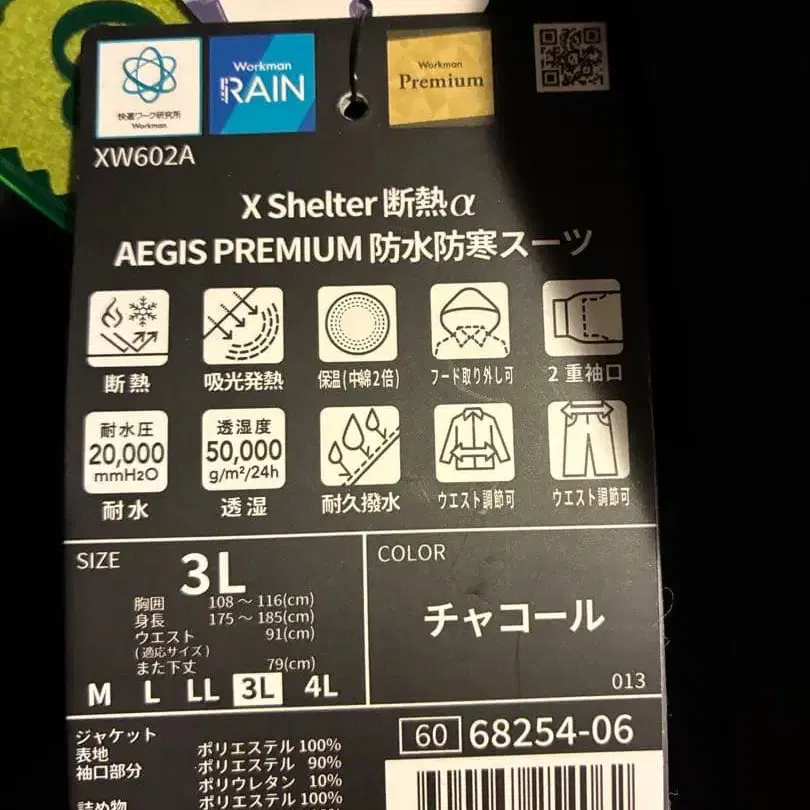 快適ワーク研究所
Workman
Workman
RAIN
Workman
Premium
XW602A
X Shelter 断熱α
AEGIS PREMIUM 防水防寒スーツ
断熱
吸光発熱
保温(中綿2倍)
フード取り外し可
2重袖口
耐水圧
20,000
mmH2O
耐水
透湿度
50,000
g/m²/24h
透湿
耐久撥水
ウエスト調節可
ウエスト調節可
SIZE
3L
胸囲 108〜116(cm)
身長 175〜185(cm)
ウエスト 91(cm)
(適応サイズ)
また下丈 79(cm)
M L LL 3L 4L
COLOR
チャコール
013
ジャケット
表地 ポリエステル 100%
袖口部分 ポリエステル 90%
ポリウレタン 10%
詰め物 ポリエステル 100%
60 68254-06